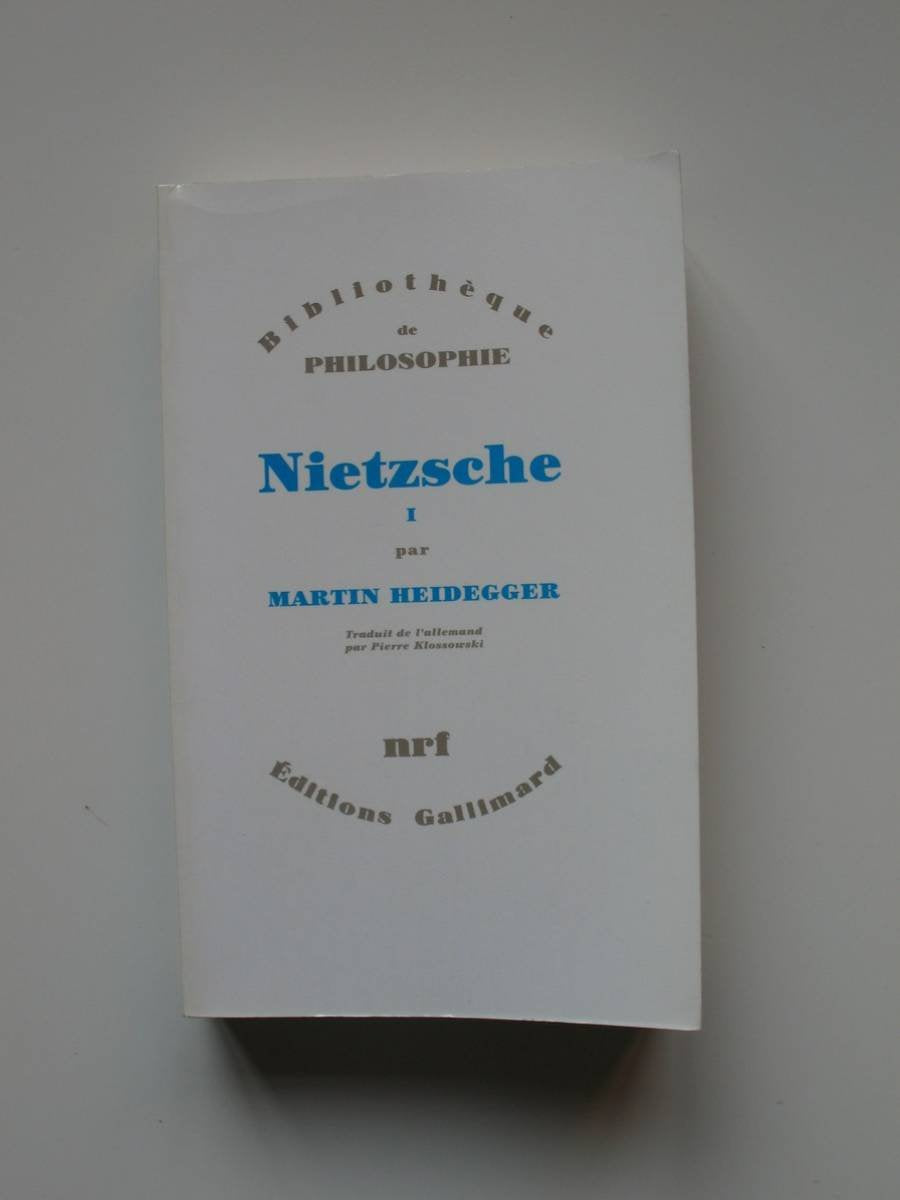 Bibliothèque
de
PHILOSOPHIE
Nietzsche
I
par
MARTIN HEIDEGGER
Traduit de l'allemand
par Pierre Klossowski
nrf
Éditions Gallimard